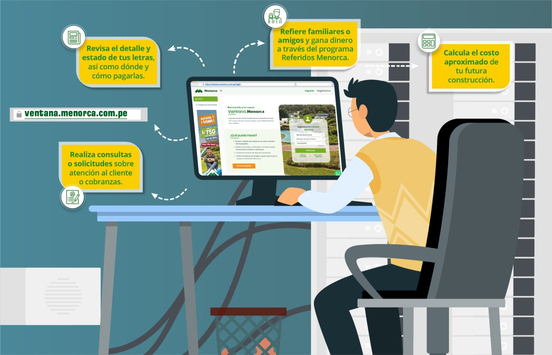 Revisa el detalle y
estado de tus letras,
así como dónde y
cómo pagarlas.
Refiere familiares o
amigos y gana dinero
a través del programa
Referidos Menorca.
Calcula el costo
aproximado de
tu futura
construcción.
ventana.menorca.com.pe
Realiza consultas
o solicitudes sobre
atención al cliente
o cobranzas.
Menorca
Ventana Menorca
¿Qué puedes hacer?